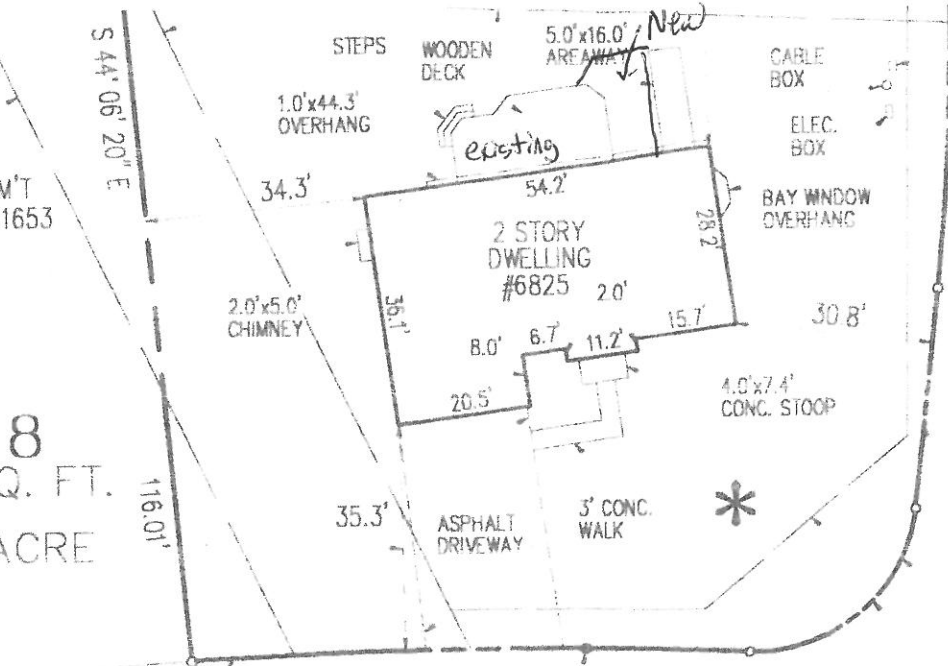 New
STEPS
WOODEN
DECK
5.0'x16.0'
AREAWAY
CABLE
BOX
S 44° 06' 20" E
1.0'x44.3'
OVERHANG
ELEC.
BOX
existing
M'T
1653
34.3'
54.2'
BAY WINDOW
OVERHANG
28.2'
2 STORY
DWELLING
#6825
2.0'
2.0'x5.0'
CHIMNEY
36.1'
15.7'
30.8'
8.0'
6.7'
11.2'
20.5'
4.0'x7.4'
CONC. STOOP
8
Q. FT.
ACRE
116.01'
35.3'
ASPHALT
DRIVEWAY
3' CONC.
WALK
*